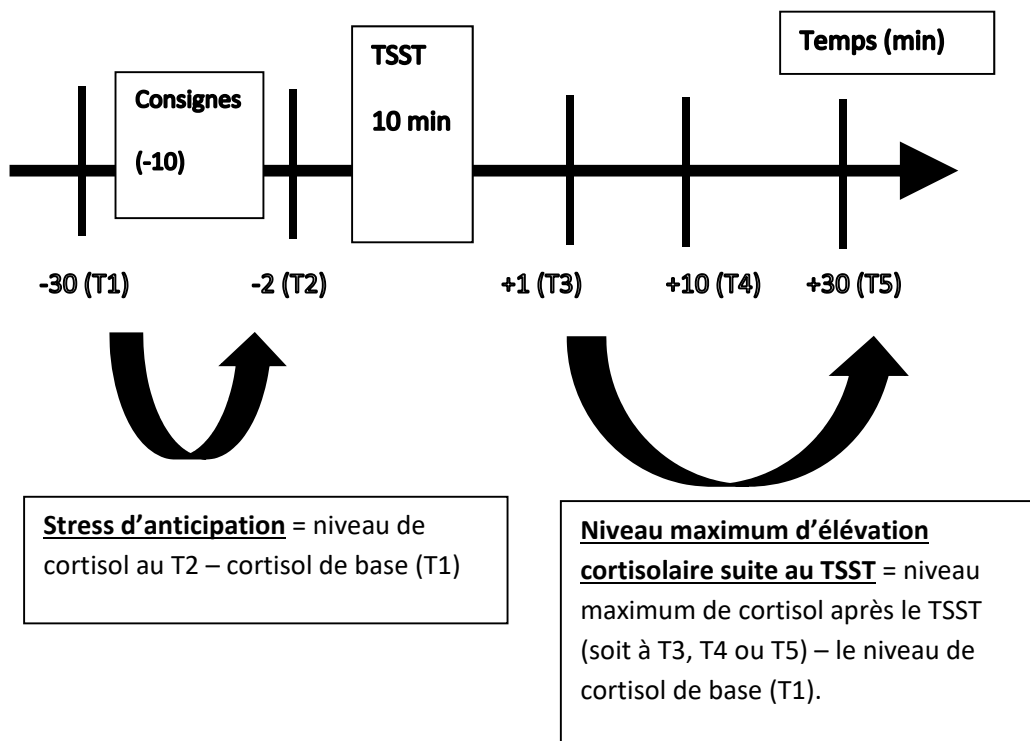 Temps (min)
TSST
10 min
Consignes
(-10)
-30 (T1)
-2 (T2)
+1 (T3)
+10 (T4)
+30 (T5)
Stress d’anticipation = niveau de
cortisol au T2 – cortisol de base (T1)
Niveau maximum d’élévation
cortisolaire suite au TSST = niveau
maximum de cortisol après le TSST
(soit à T3, T4 ou T5) – le niveau de
cortisol de base (T1).